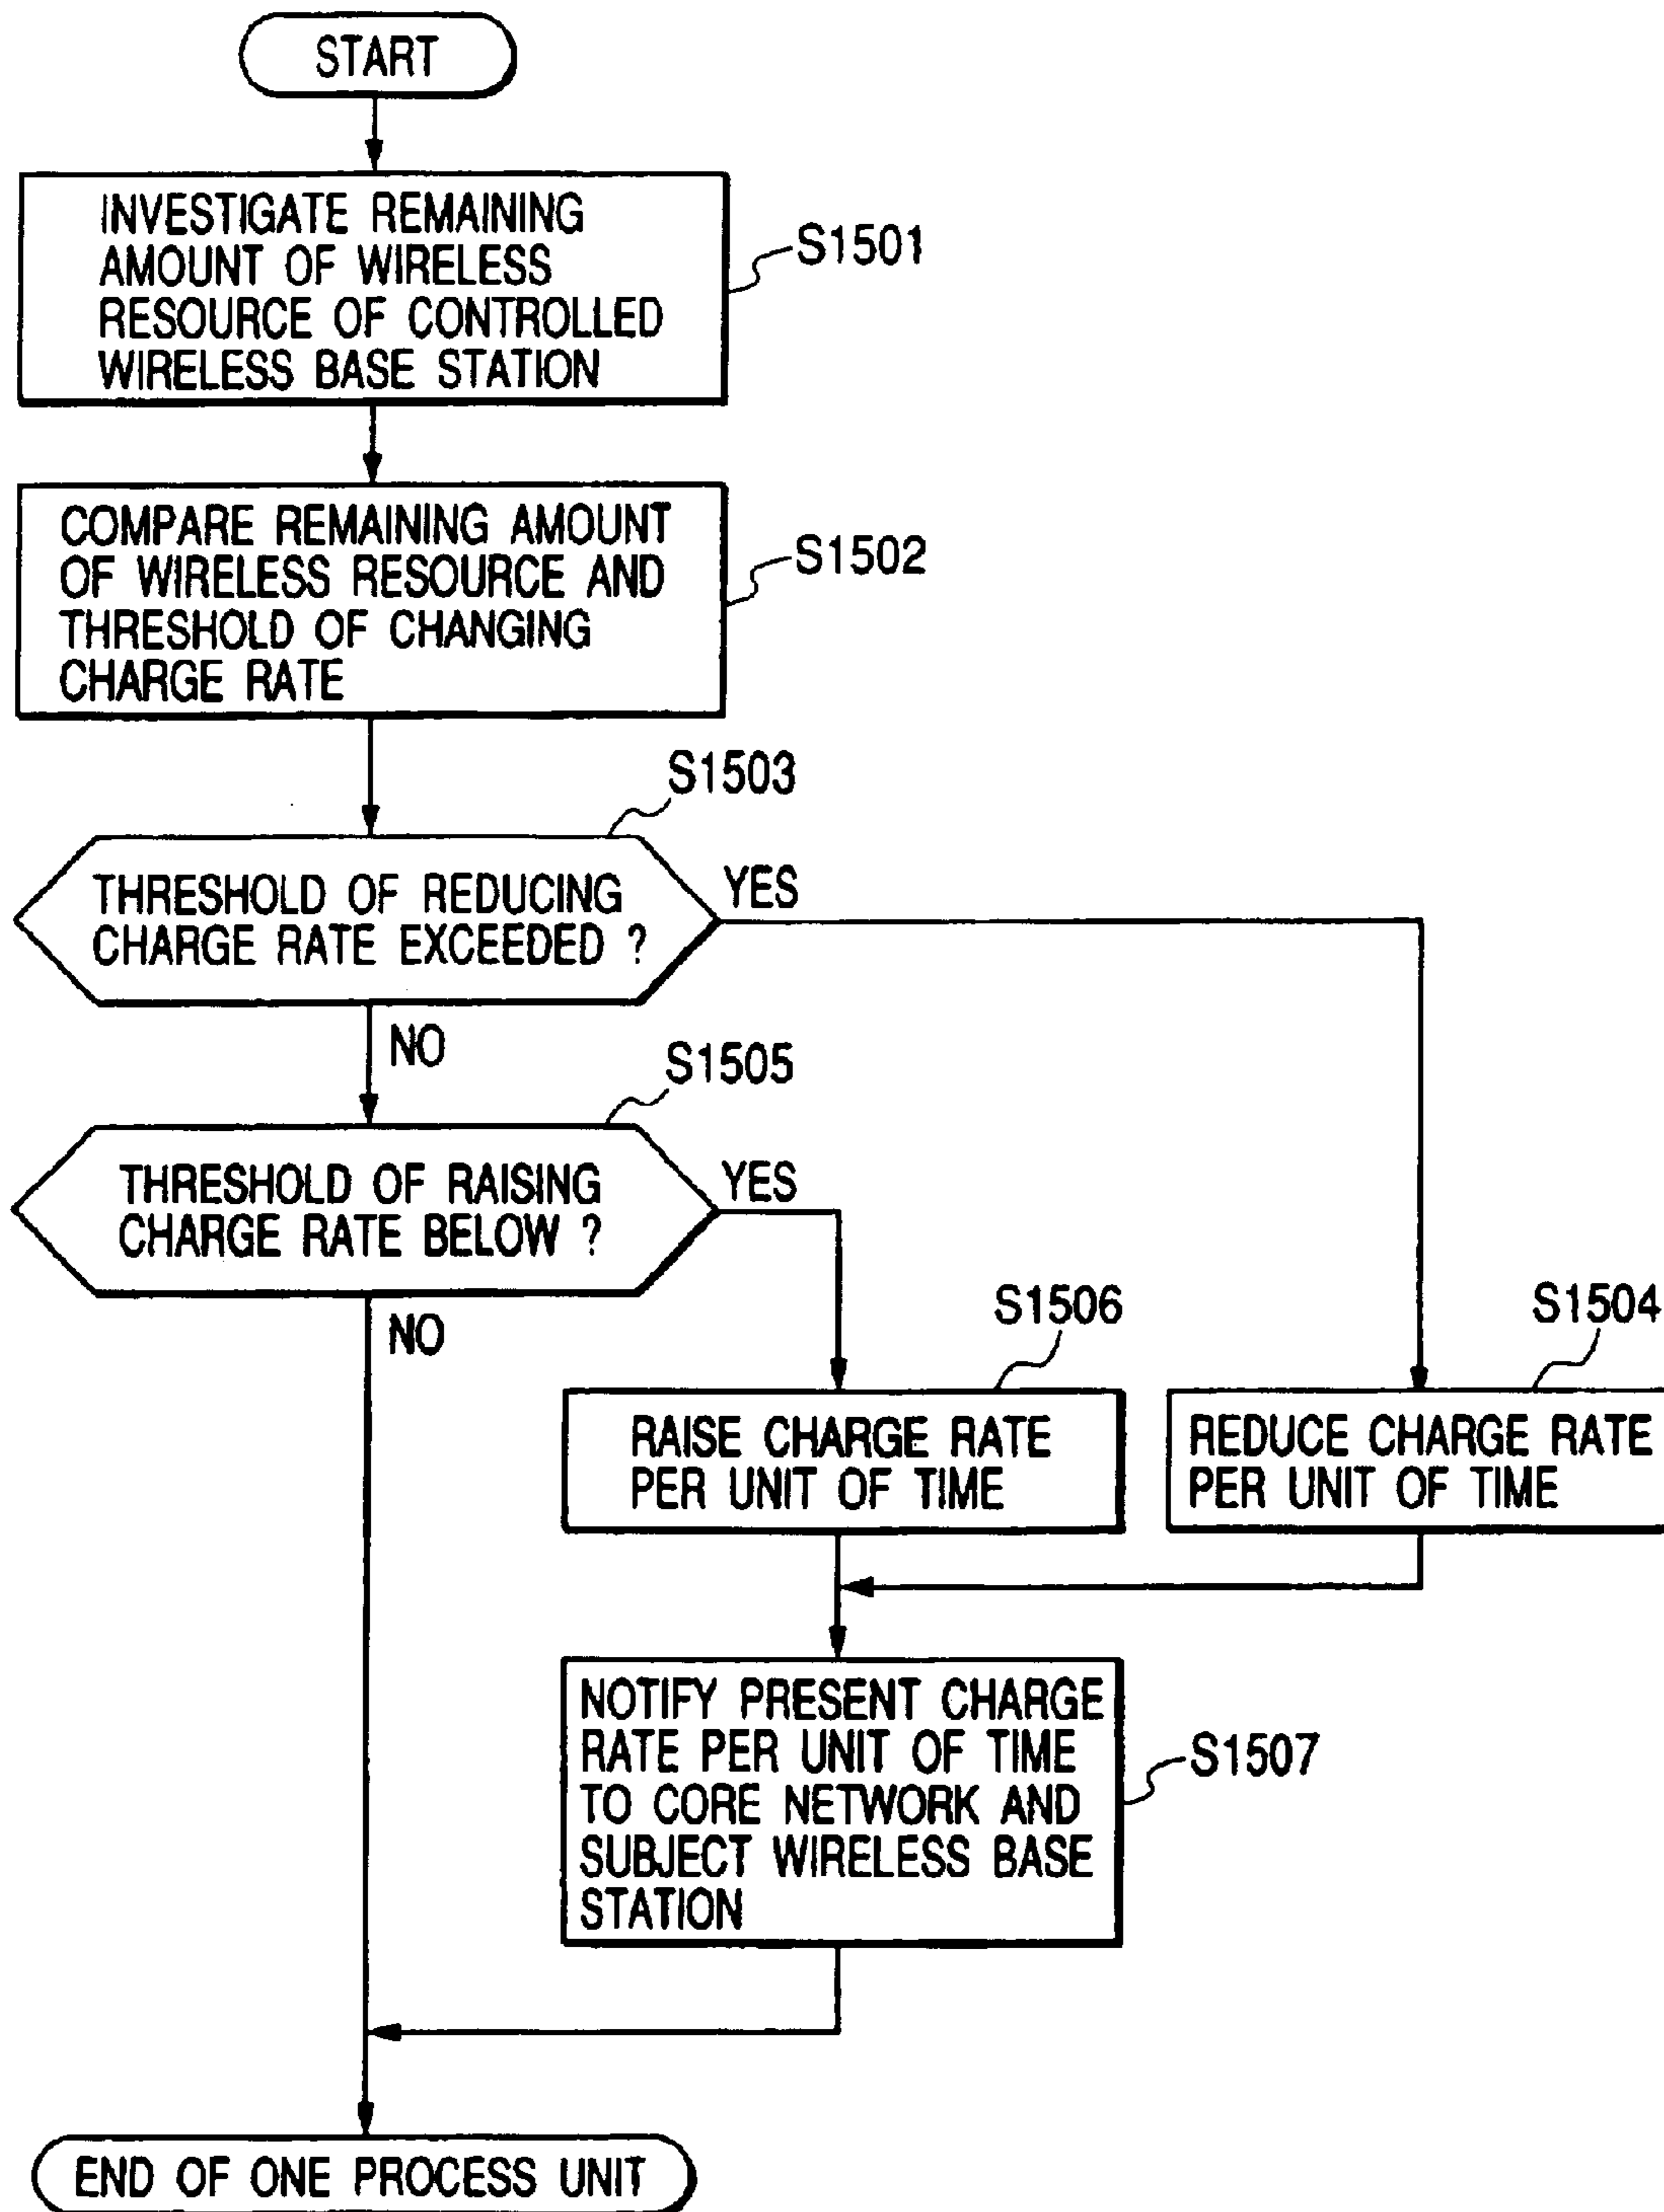 START
INVESTIGATE REMAINING
AMOUNT OF WIRELESS
RESOURCE OF CONTROLLED
WIRELESS BASE STATION
S1501
COMPARE REMAINING AMOUNT
OF WIRELESS RESOURCE AND
THRESHOLD OF CHANGING
CHARGE RATE
S1502
S1503
THRESHOLD OF REDUCING
CHARGE RATE EXCEEDED ?
YES
NO
S1505
THRESHOLD OF RAISING
CHARGE RATE BELOW ?
YES
NO
S1506
RAISE CHARGE RATE
PER UNIT OF TIME
S1504
REDUCE CHARGE RATE
PER UNIT OF TIME
NOTIFY PRESENT CHARGE
RATE PER UNIT OF TIME
TO CORE NETWORK AND
SUBJECT WIRELESS BASE
STATION
S1507
END OF ONE PROCESS UNIT